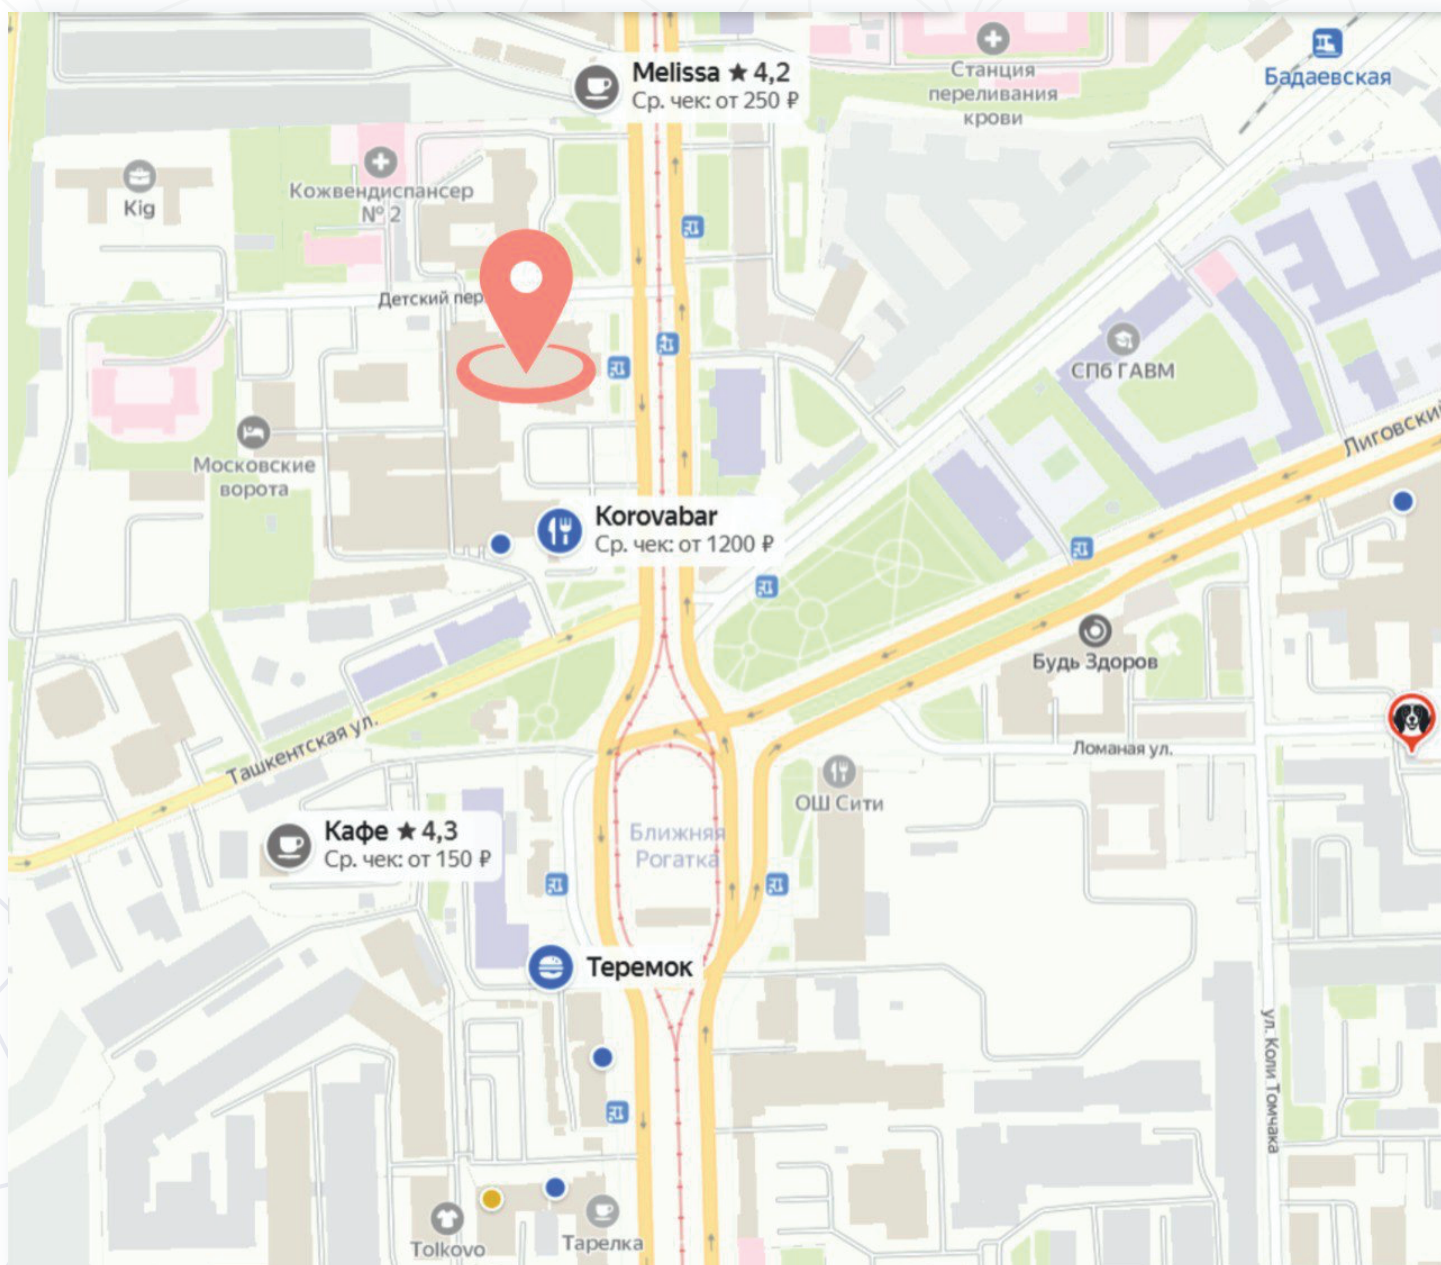 Melissa ★ 4,2
Ср. чек: от 250 ₽
Станция
переливания
крови
Бадаевская
Kig
Кожвендиспансер
№ 2
Детский пер
СПб ГАВМ
Лиговский
Московские
ворота
Korovabar
Ср. чек: от 1200 ₽
Будь Здоров
Ташкентская ул.
Ломаная ул.
ОШ Сити
Кафе ★ 4,3
Ср. чек: от 150 ₽
Ближняя
Рогатка
Теремок
ул. Коли Томчака
Tolkovo
Тарелка